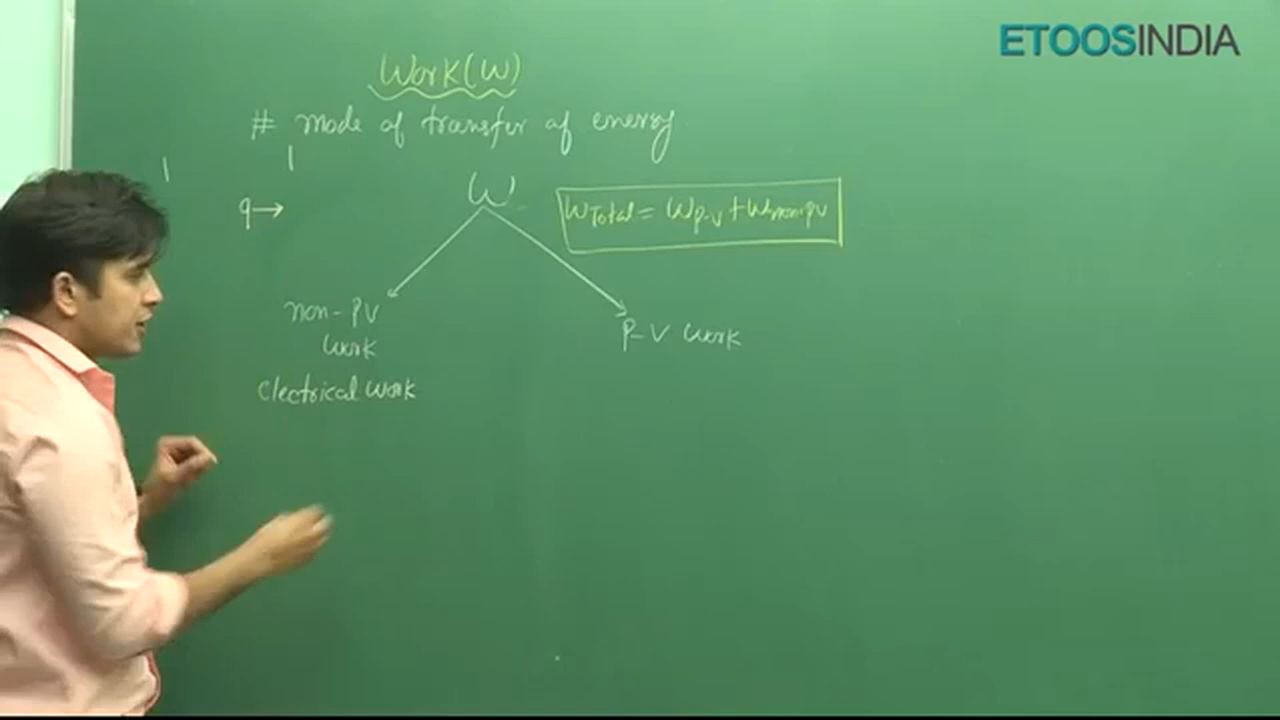 ETOOSINDIA
Work(W)
# mode of transfer of energy
q→
W
WTotal = WP-V + Wnon-PV
non-PV
work
P-V work
Electrical work